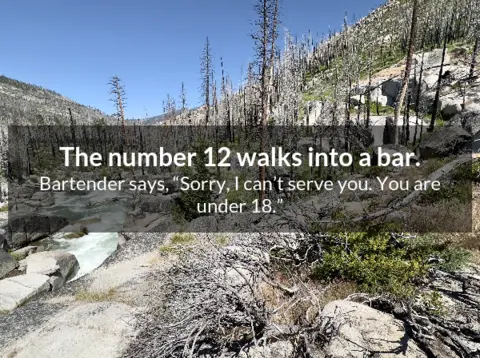 The number 12 walks into a bar.
Bartender says, “Sorry, I can’t serve you. You are
under 18.”